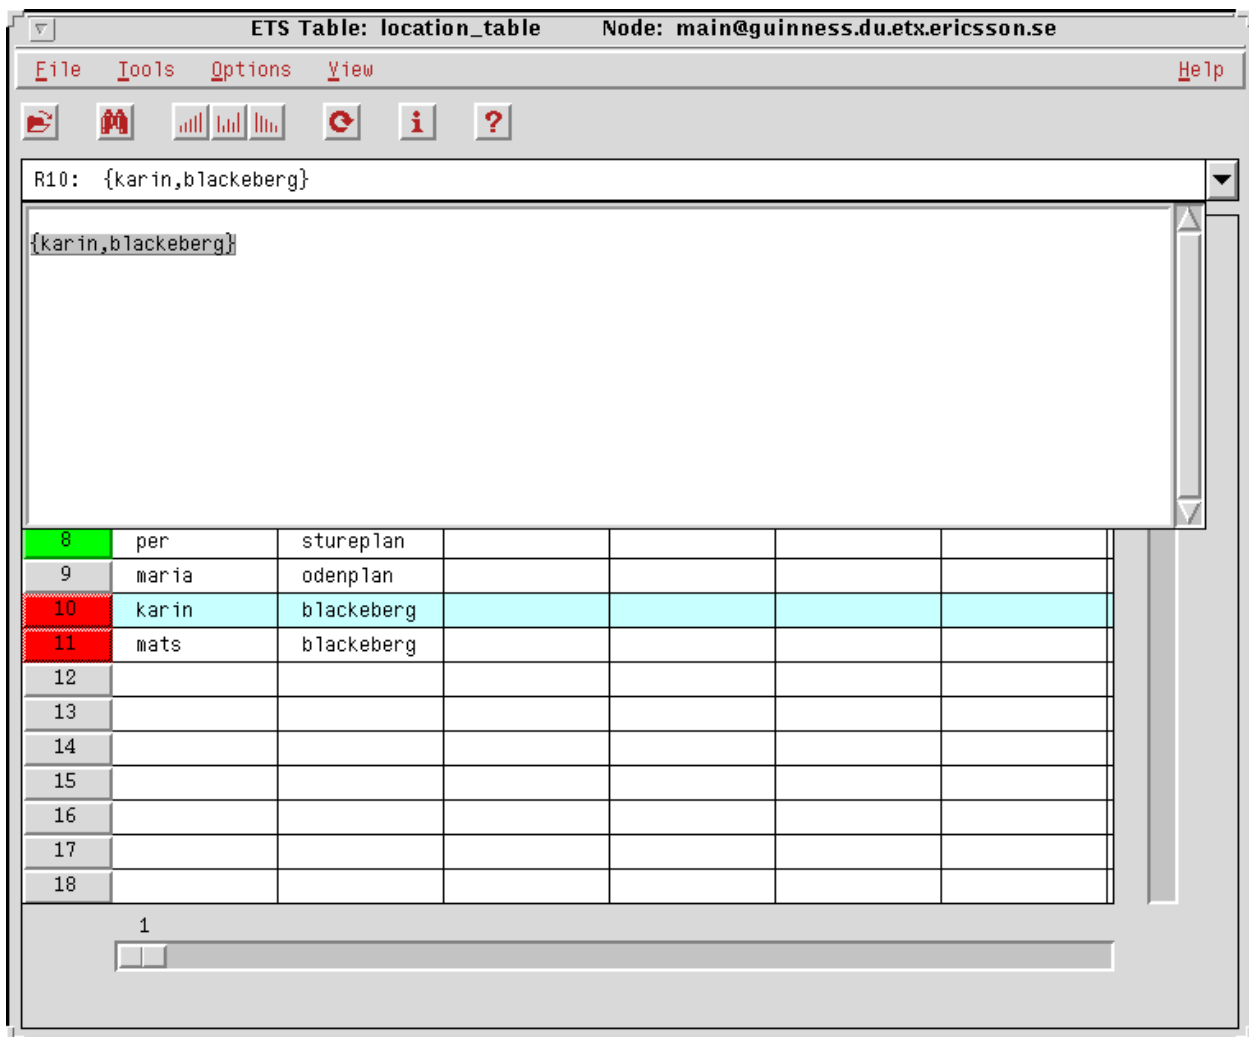 ETS Table: location_table Node: main@guinness.du.etx.ericsson.se
File Tools Options View Help
R10: {karin,blackeberg}
{karin,blackeberg}
8 per stureplan
9 maria odenplan
10 karin blackeberg
11 mats blackeberg
12
13
14
15
16
17
18
1